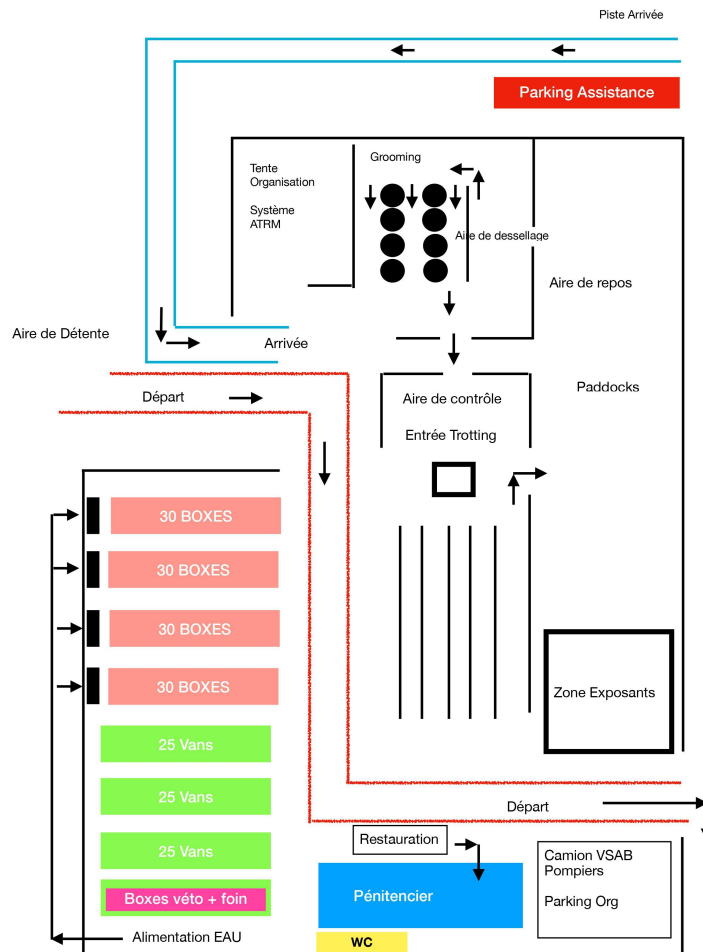 Piste Arrivée
Parking Assistance
Grooming
Tente
Organisation
Système
ATRM
Aire de dessellage
Aire de repos
Aire de Détente
Arrivée
Paddocks
Départ
Aire de contrôle
Entrée Trotting
30 BOXES
30 BOXES
30 BOXES
30 BOXES
Zone Exposants
25 Vans
25 Vans
25 Vans
Départ
Restauration
Camion VSAB
Pompiers
Parking Org
Boxes véto + foin
Pénitencier
Alimentation EAU
WC